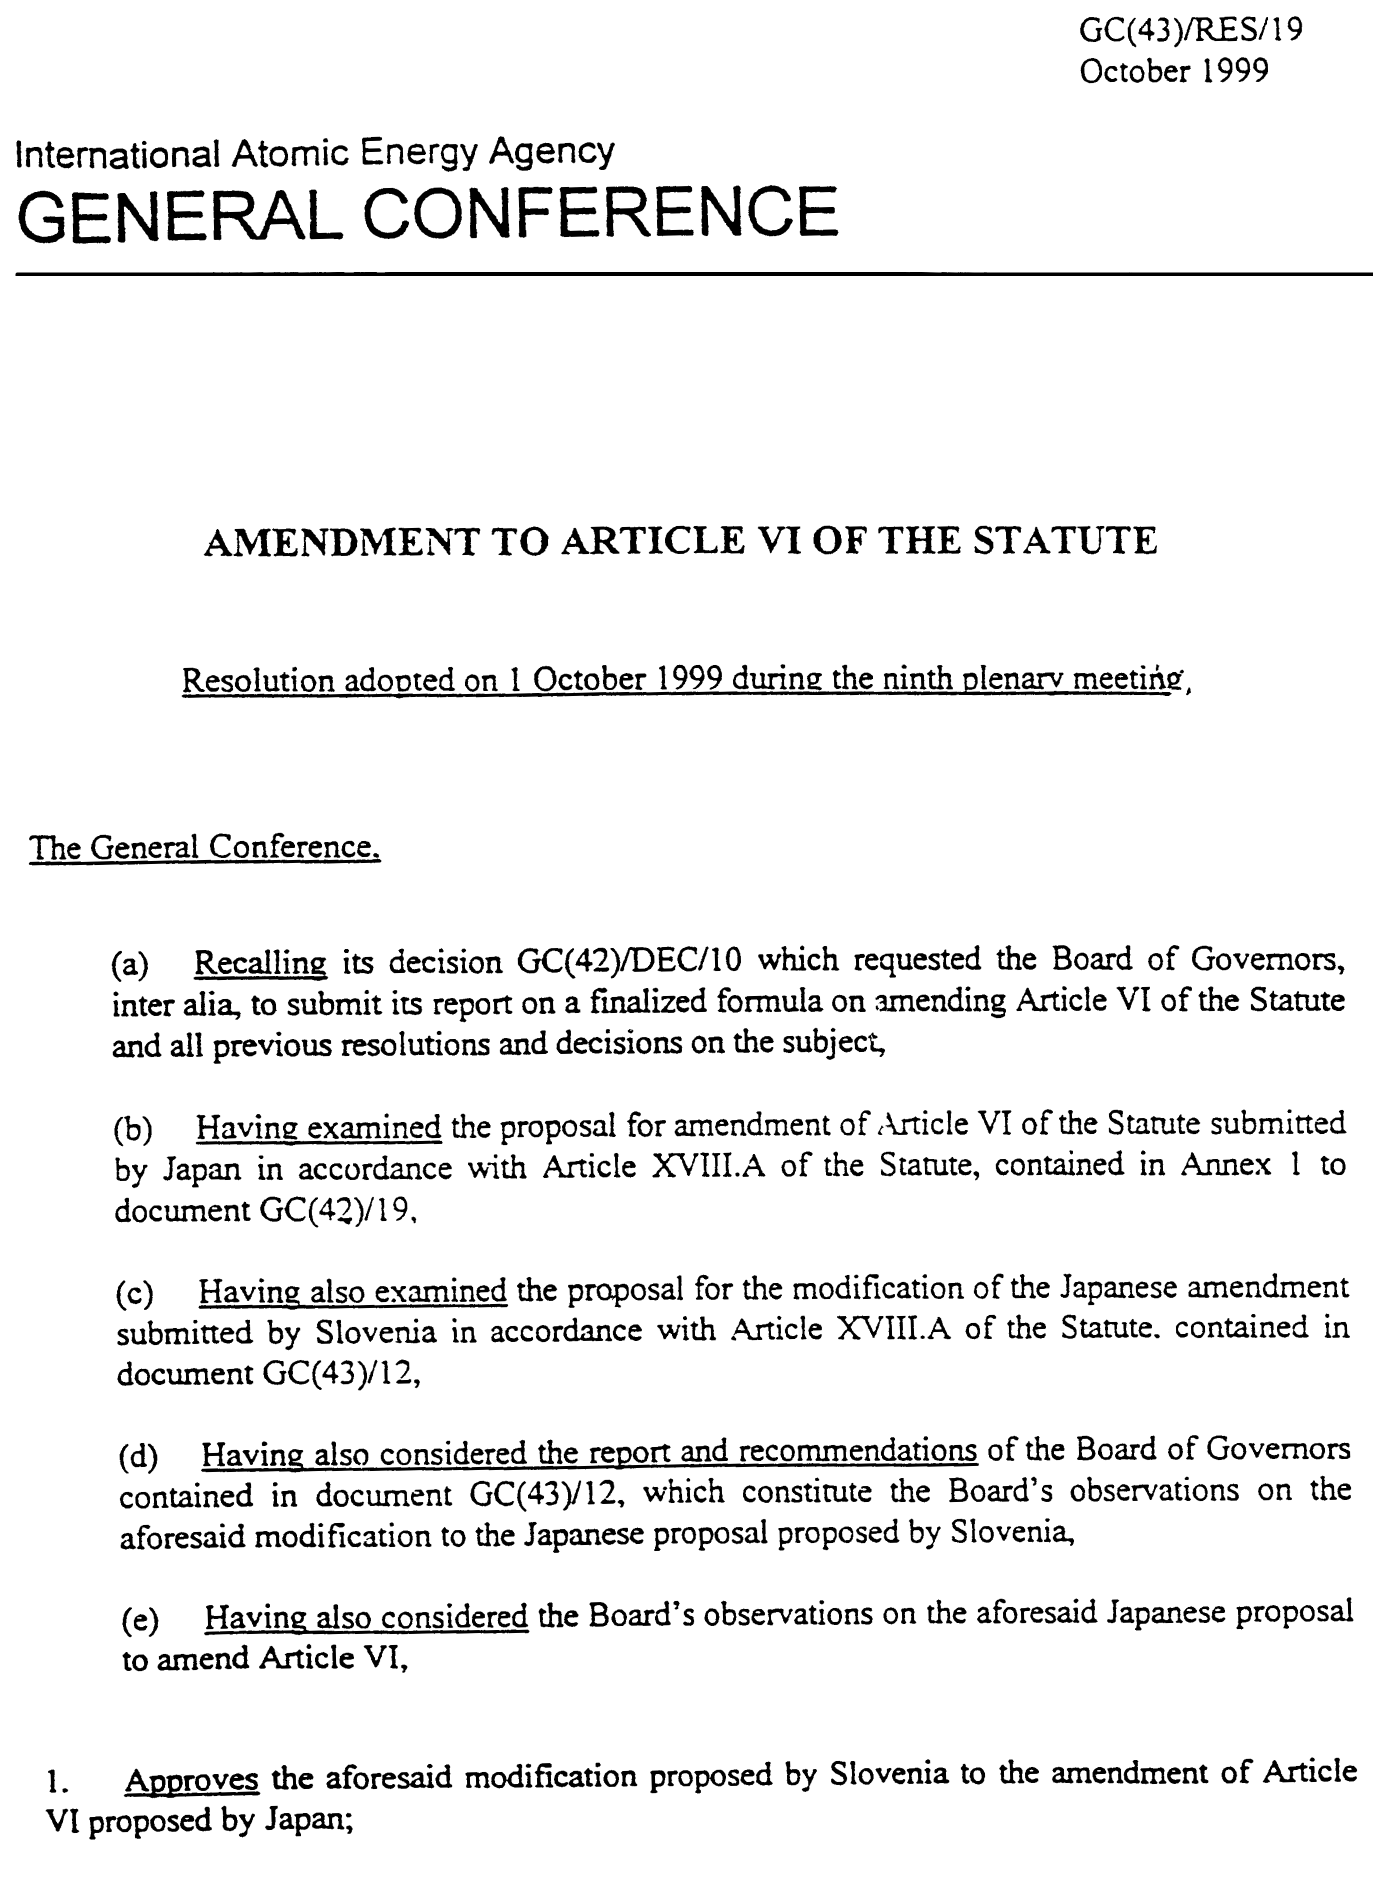 GC(43)/RES/19
October 1999
International Atomic Energy Agency
GENERAL CONFERENCE
AMENDMENT TO ARTICLE VI OF THE STATUTE
Resolution adopted on 1 October 1999 during the ninth plenary meeting,
The General Conference.
(a) Recalling its decision GC(42)/DEC/10 which requested the Board of Governors,
inter alia, to submit its report on a finalized formula on amending Article VI of the Statute
and all previous resolutions and decisions on the subject,
(b) Having examined the proposal for amendment of Article VI of the Statute submitted
by Japan in accordance with Article XVIII.A of the Statute, contained in Annex 1 to
document GC(42)/19,
(c) Having also examined the proposal for the modification of the Japanese amendment
submitted by Slovenia in accordance with Article XVIII.A of the Statute. contained in
document GC(43)/12,
(d) Having also considered the report and recommendations of the Board of Governors
contained in document GC(43)/12, which constitute the Board's observations on the
aforesaid modification to the Japanese proposal proposed by Slovenia,
(e) Having also considered the Board's observations on the aforesaid Japanese proposal
to amend Article VI,
1. Approves the aforesaid modification proposed by Slovenia to the amendment of Article
VI proposed by Japan;